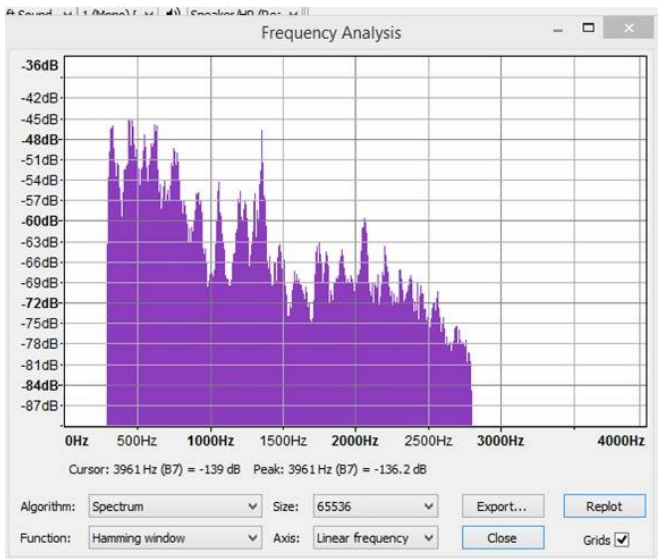 1 (Mono)
Frequency Analysis
-36dB
-42dB
-45dB
-48dB
-51dB
-54dB
-57dB
-60dB
-63dB
-66dB
-69dB
-72dB
-75dB
-78dB
-81dB
-84dB
-87dB
0Hz 500Hz 1000Hz 1500Hz 2000Hz 2500Hz 3000Hz 4000Hz
Cursor: 3961 Hz (B7) = -139 dB Peak: 3961 Hz (B7) = -136.2 dB
Algorithm: Spectrum Size: 65536 Export... Replot
Function: Hamming window Axis: Linear frequency Close Grids